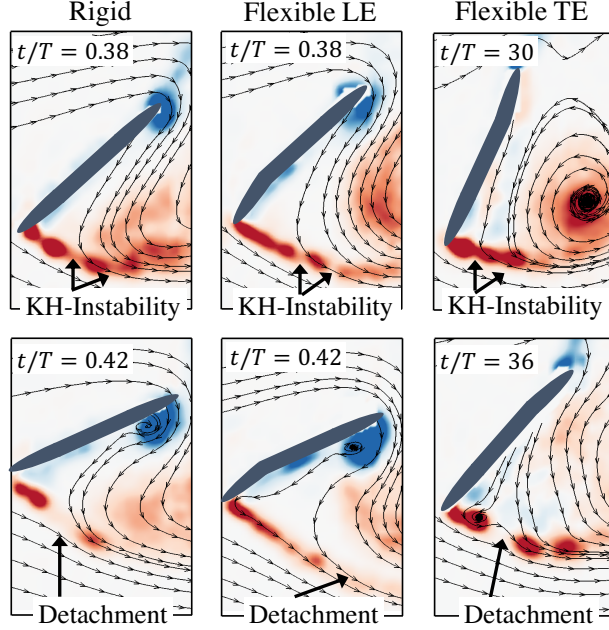 Rigid Flexible LE Flexible TE
t/T = 0.38 t/T = 0.38 t/T = 30
KH-Instability KH-Instability KH-Instability
t/T = 0.42 t/T = 0.42 t/T = 36
Detachment Detachment Detachment